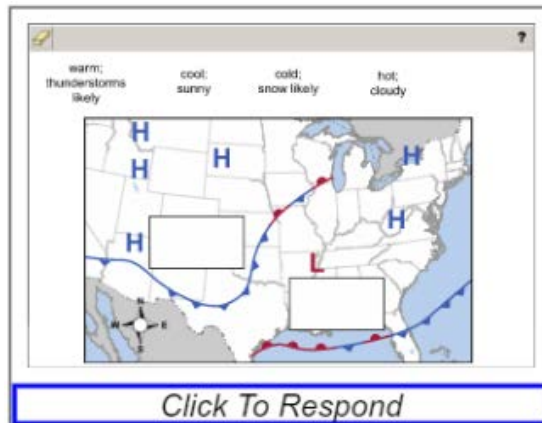 ?
warm;
thunderstorms
likely
cool;
sunny
cold;
snow likely
hot;
cloudy
H
H
H
H
H
H
L
N
W E
S
Click To Respond